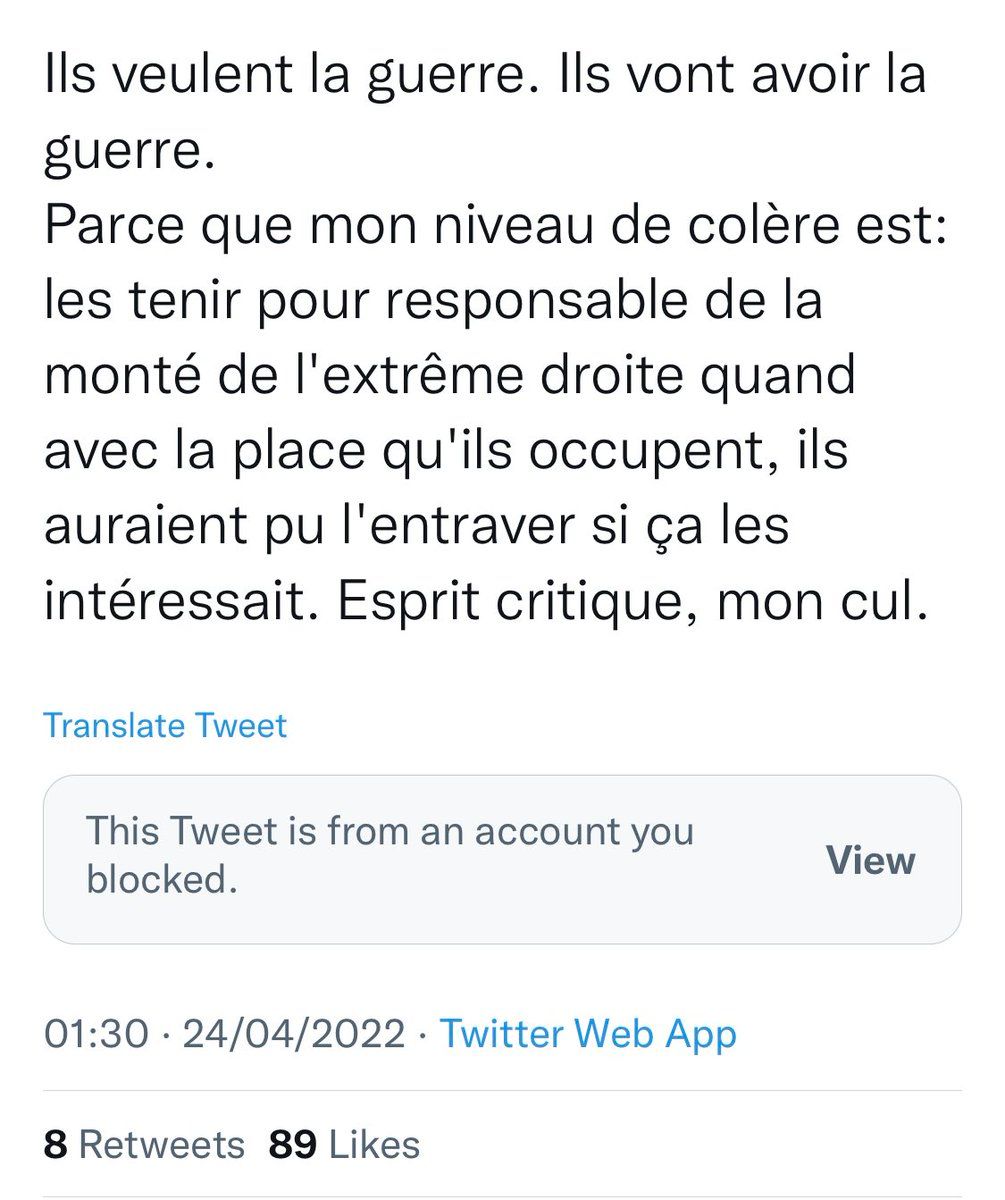 Ils veulent la guerre. Ils vont avoir la
guerre.
Parce que mon niveau de colère est:
les tenir pour responsable de la
monté de l'extrême droite quand
avec la place qu'ils occupent, ils
auraient pu l'entraver si ça les
intéressait. Esprit critique, mon cul.
Translate Tweet
This Tweet is from an account you
blocked.
View
01:30 · 24/04/2022 · Twitter Web App
8 Retweets 89 Likes